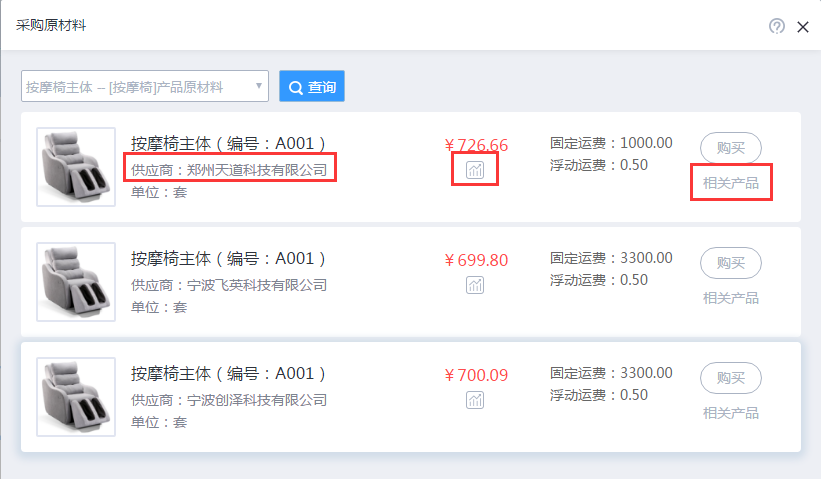 采购原材料
按摩椅主体 -- [按摩椅]产品原材料
查询
按摩椅主体（编号：A001）
供应商：郑州天道科技有限公司
单位：套
￥726.66
固定运费：1000.00
浮动运费：0.50
购买
相关产品
按摩椅主体（编号：A001）
供应商：宁波飞英科技有限公司
单位：套
￥699.80
固定运费：3300.00
浮动运费：0.50
购买
相关产品
按摩椅主体（编号：A001）
供应商：宁波创泽科技有限公司
单位：套
￥700.09
固定运费：3300.00
浮动运费：0.50
购买
相关产品